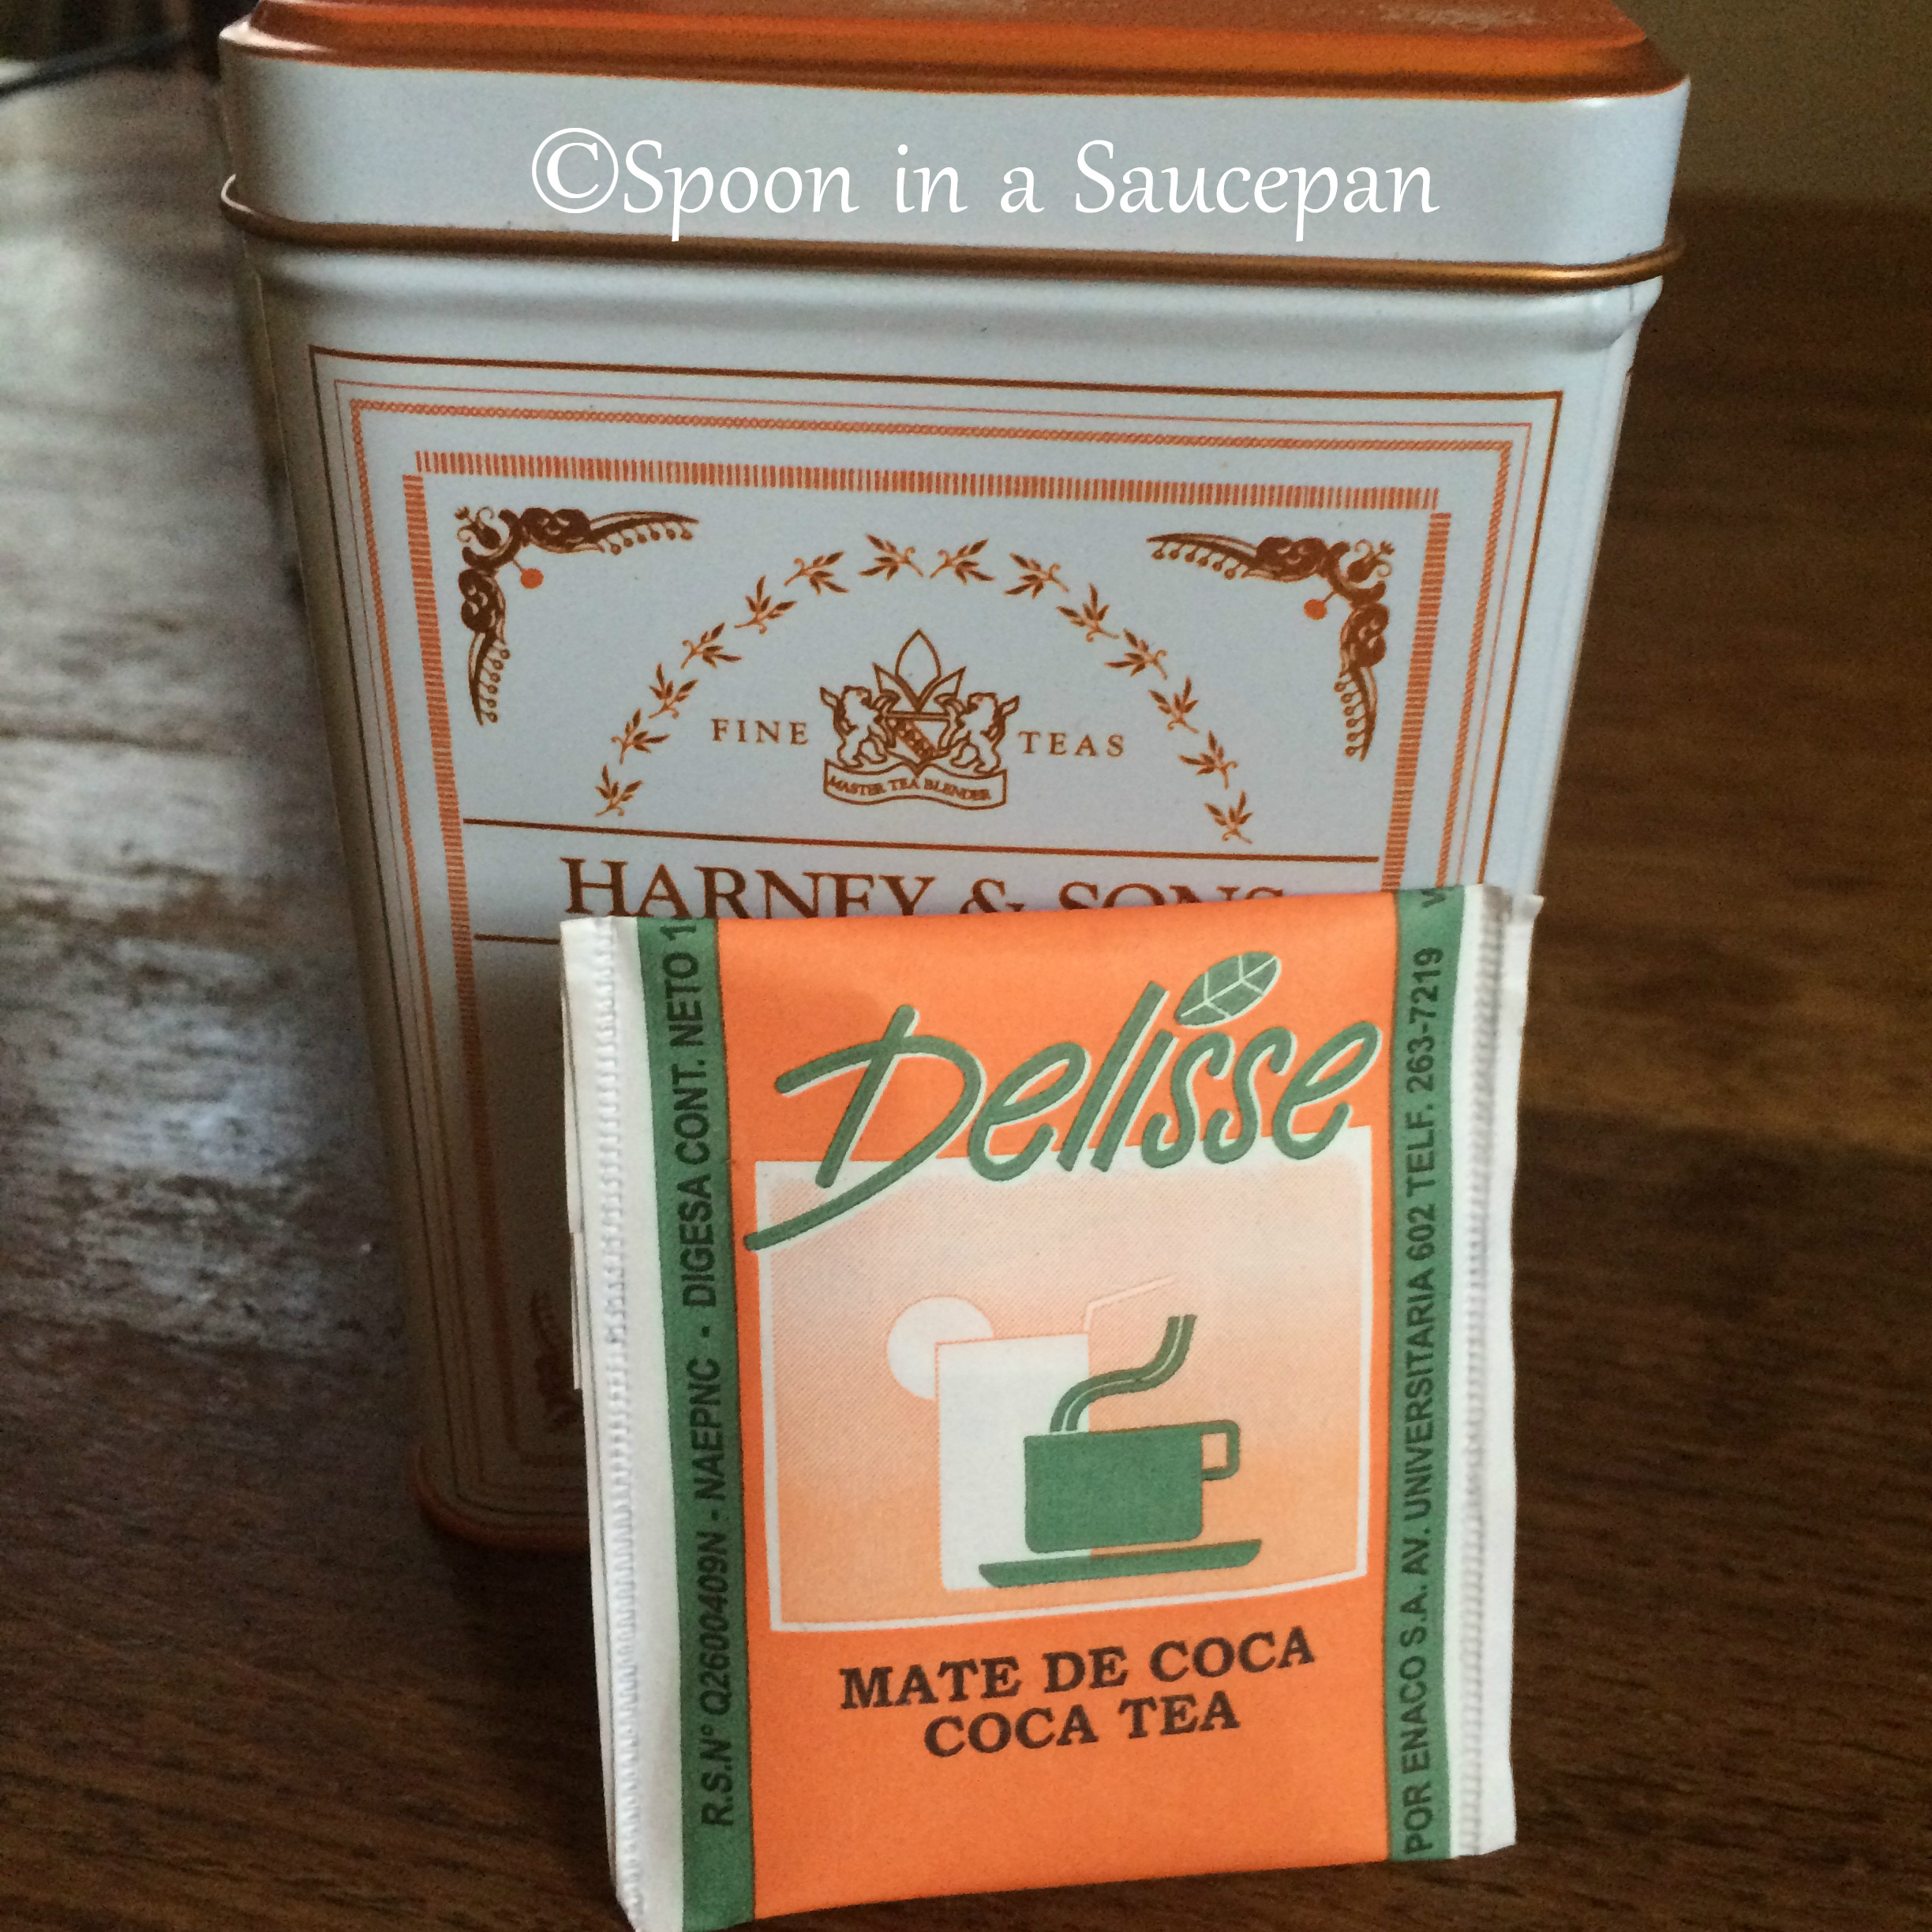 ©Spoon in a Saucepan
FINE TEAS
MASTER TEA BLENDER
HARNEY & SONS
Delisse
MATE DE COCA
COCA TEA
R.S.N° Q2600409N - NAEPNC - DIGESA CONT. NETO 1
POR ENACO S.A. AV. UNIVERSITARIA 602 TELF. 263-7219